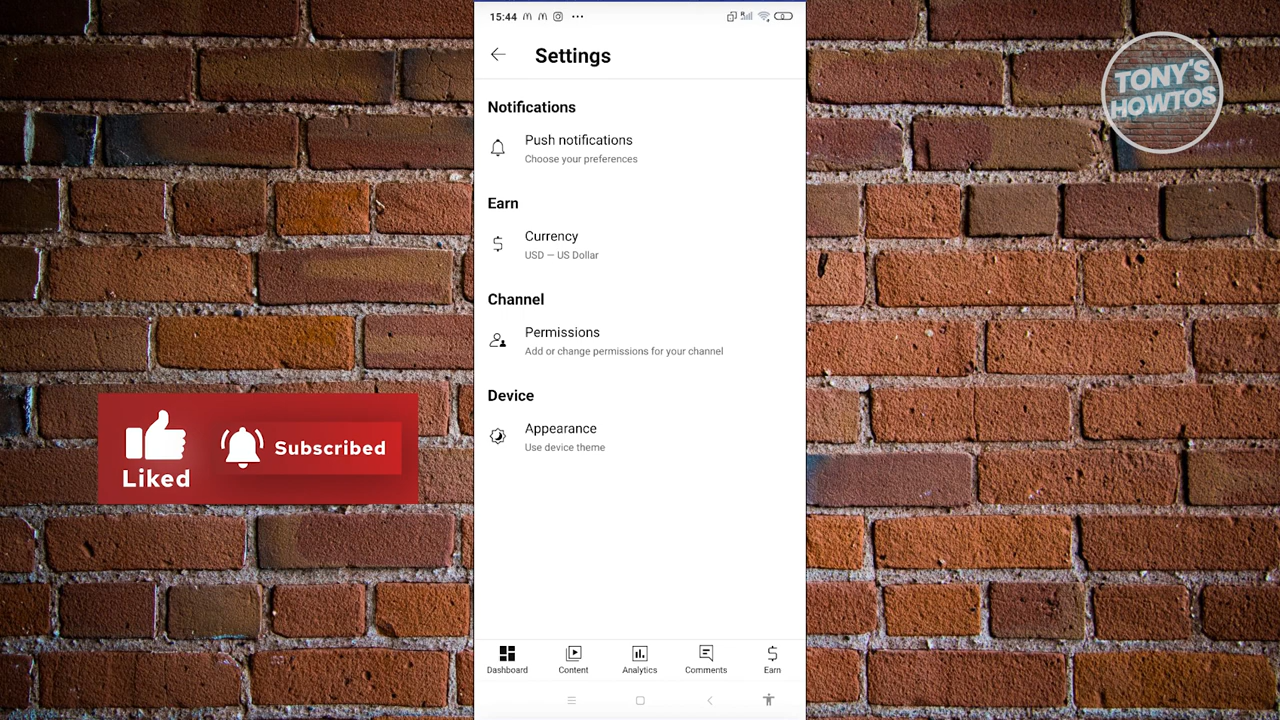 15:44
Settings
Notifications
Push notifications
Choose your preferences
Earn
Currency
USD — US Dollar
Channel
Permissions
Add or change permissions for your channel
Device
Appearance
Use device theme
Dashboard
Content
Analytics
Comments
Earn
Liked
Subscribed
TONY'S
HOWTOS